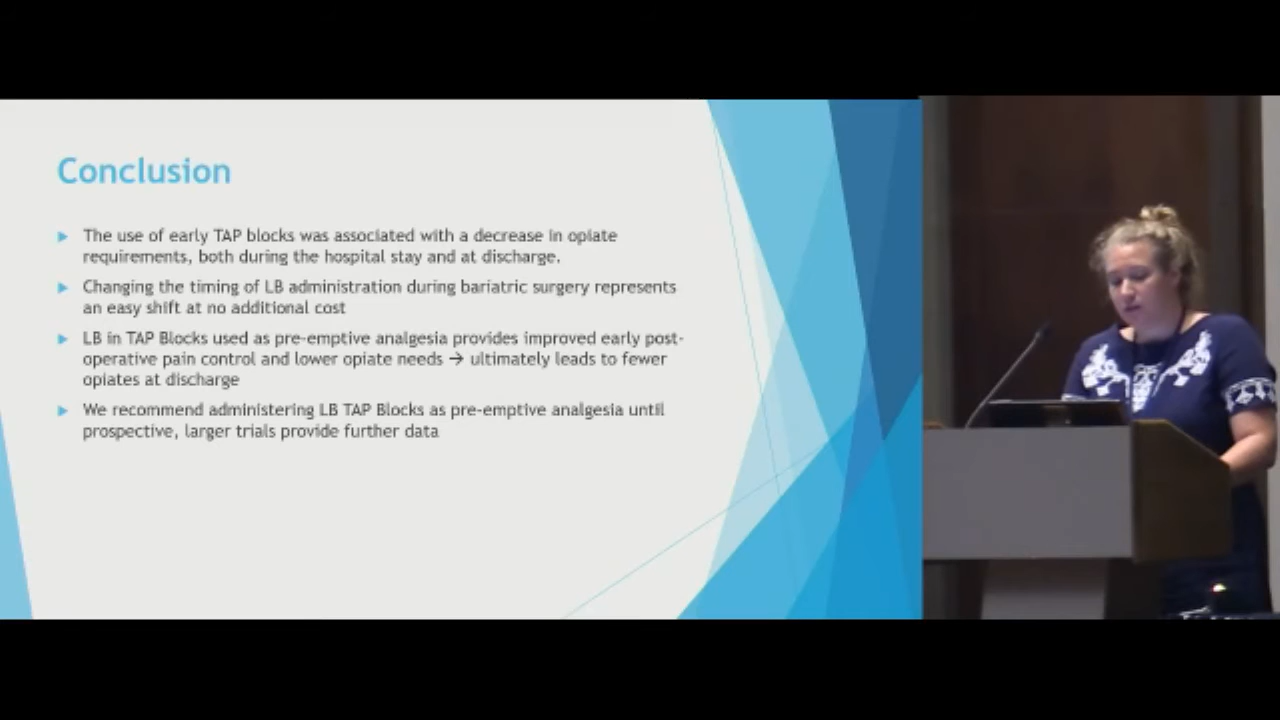 Conclusion
The use of early TAP blocks was associated with a decrease in opiate
requirements, both during the hospital stay and at discharge.
Changing the timing of LB administration during bariatric surgery represents
an easy shift at no additional cost
LB in TAP Blocks used as pre-emptive analgesia provides improved early post-
operative pain control and lower opiate needs → ultimately leads to fewer
opiates at discharge
We recommend administering LB TAP Blocks as pre-emptive analgesia until
prospective, larger trials provide further data